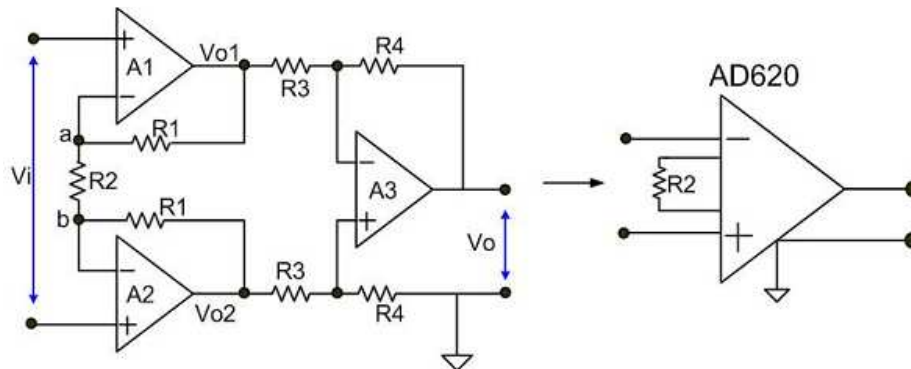 Vi
+
A1
−
Vo1
a
R1
R2
b
R1
−
A2
+
Vo2
R3
R4
−
A3
+
R3
R4
Vo
AD620
−
R2
+